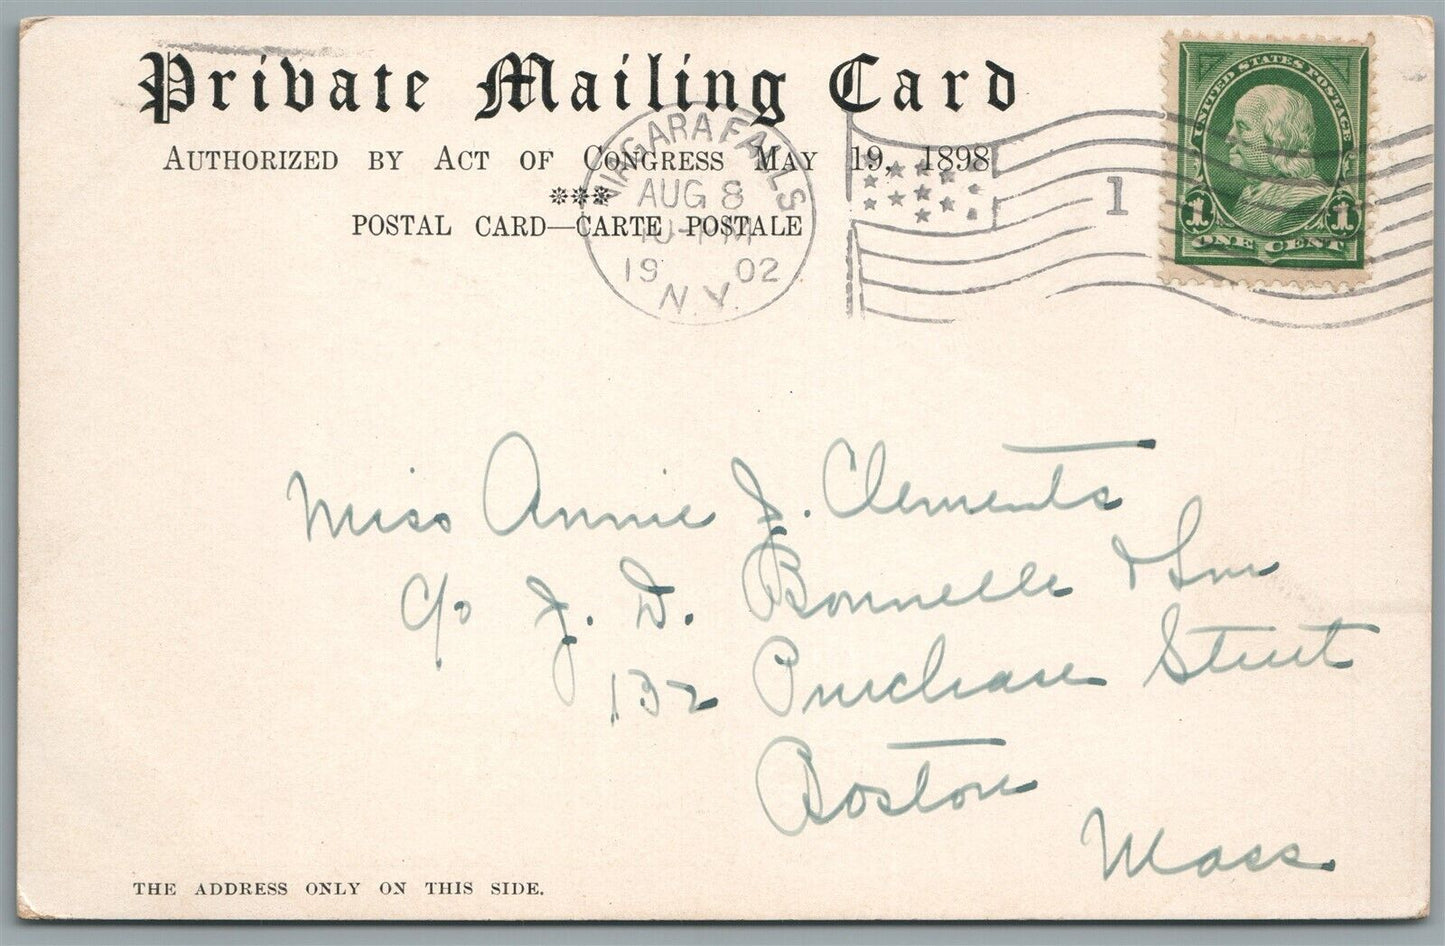 Private Mailing Card
AUTHORIZED BY ACT OF CONGRESS MAY 19, 1898
POSTAL CARD—CARTE POSTALE
NIAGARA FALLS
AUG 8
PM
19 02
N.Y.
1
UNITED STATES POSTAGE
1 1
ONE CENT
Miss Annie J. Clements
c/o J. D. Bonnelle & Son
132 Purchase Street
Boston
Mass.
THE ADDRESS ONLY ON THIS SIDE.